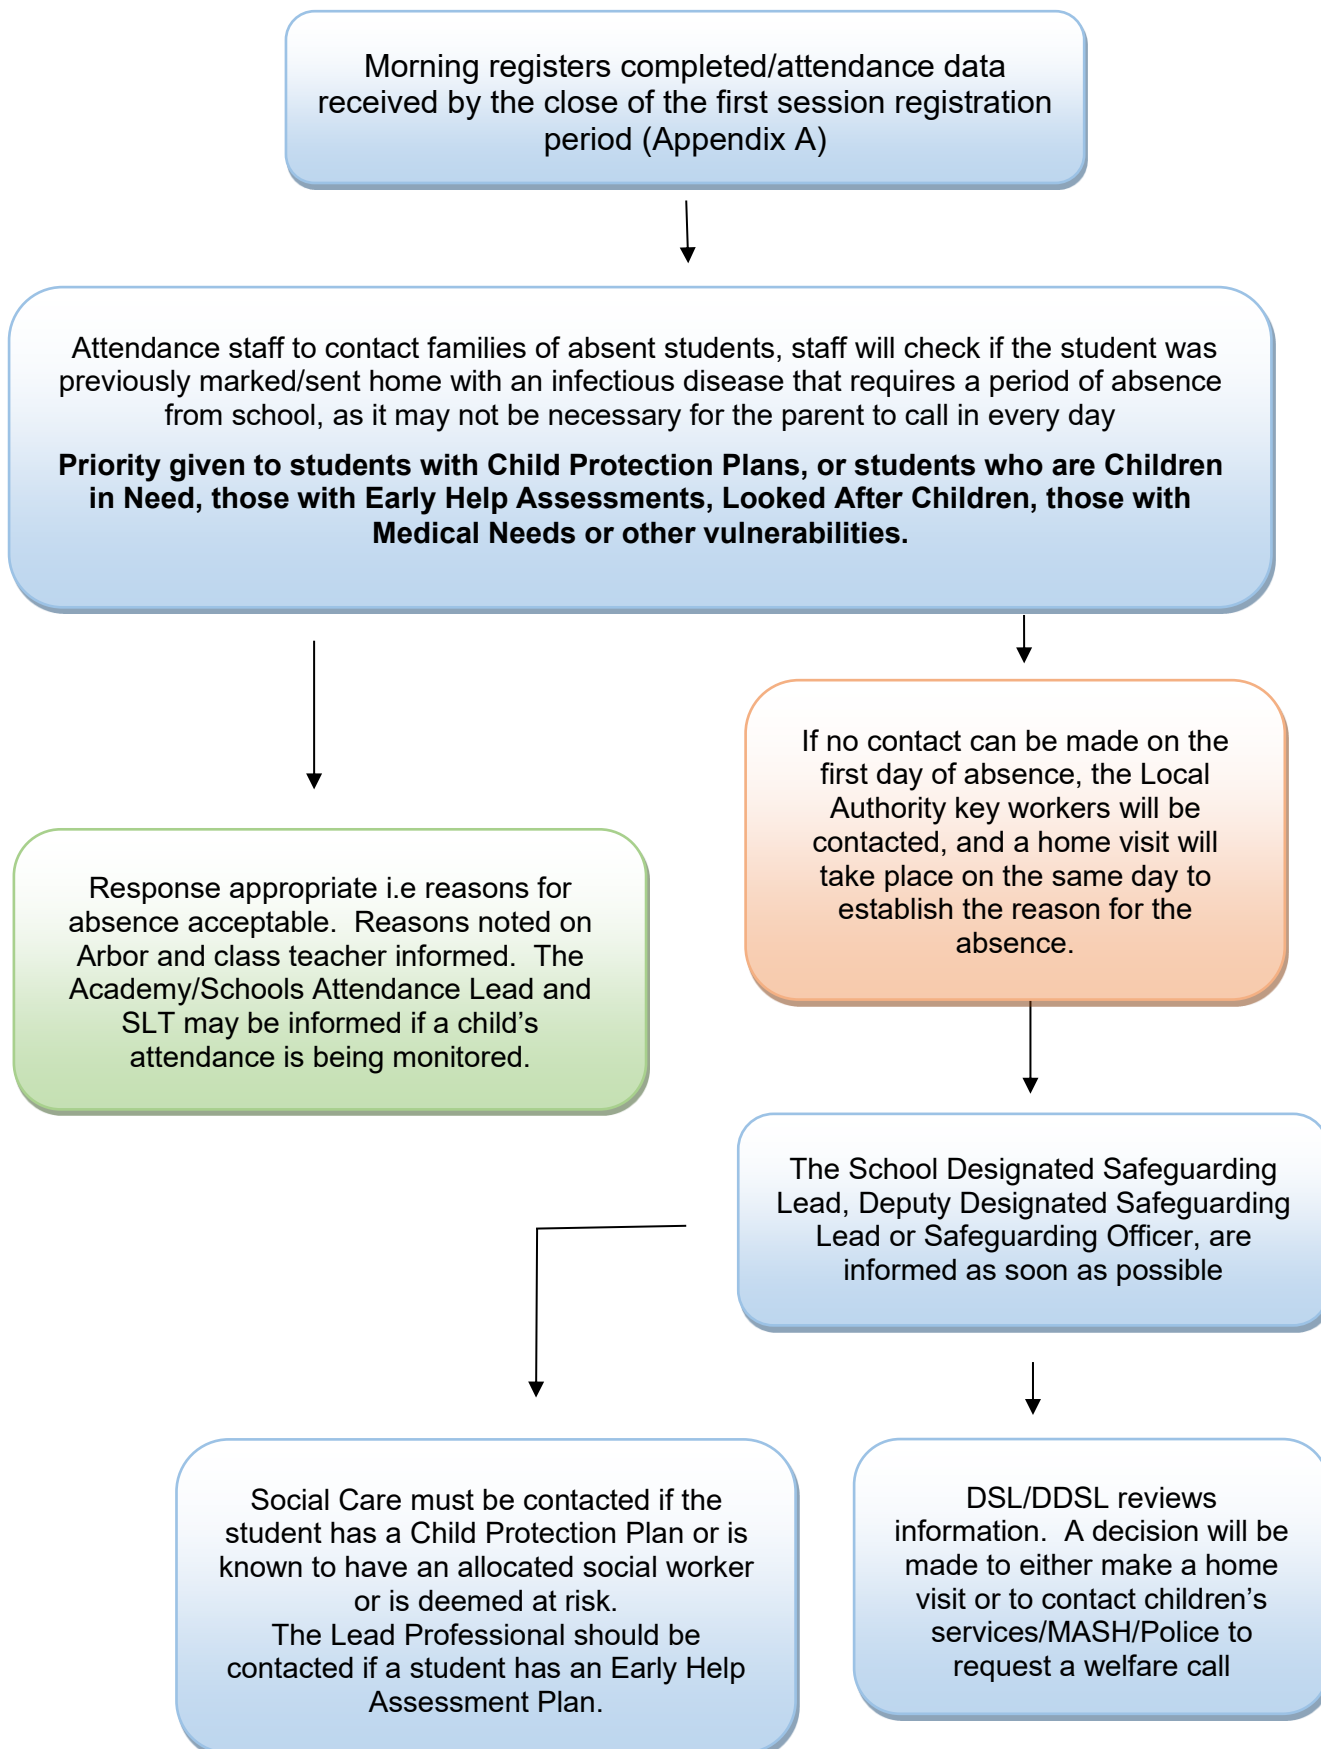 Morning registers completed/attendance data
received by the close of the first session registration
period (Appendix A)
Attendance staff to contact families of absent students, staff will check if the student was
previously marked/sent home with an infectious disease that requires a period of absence
from school, as it may not be necessary for the parent to call in every day
Priority given to students with Child Protection Plans, or students who are Children
in Need, those with Early Help Assessments, Looked After Children, those with
Medical Needs or other vulnerabilities.
If no contact can be made on the
first day of absence, the Local
Authority key workers will be
contacted, and a home visit will
take place on the same day to
establish the reason for the
absence.
Response appropriate i.e reasons for
absence acceptable.  Reasons noted on
Arbor and class teacher informed.  The
Academy/Schools Attendance Lead and
SLT may be informed if a child’s
attendance is being monitored.
The School Designated Safeguarding
Lead, Deputy Designated Safeguarding
Lead or Safeguarding Officer, are
informed as soon as possible
Social Care must be contacted if the
student has a Child Protection Plan or is
known to have an allocated social worker
or is deemed at risk.
The Lead Professional should be
contacted if a student has an Early Help
Assessment Plan.
DSL/DDSL reviews
information.  A decision will be
made to either make a home
visit or to contact children’s
services/MASH/Police to
request a welfare call